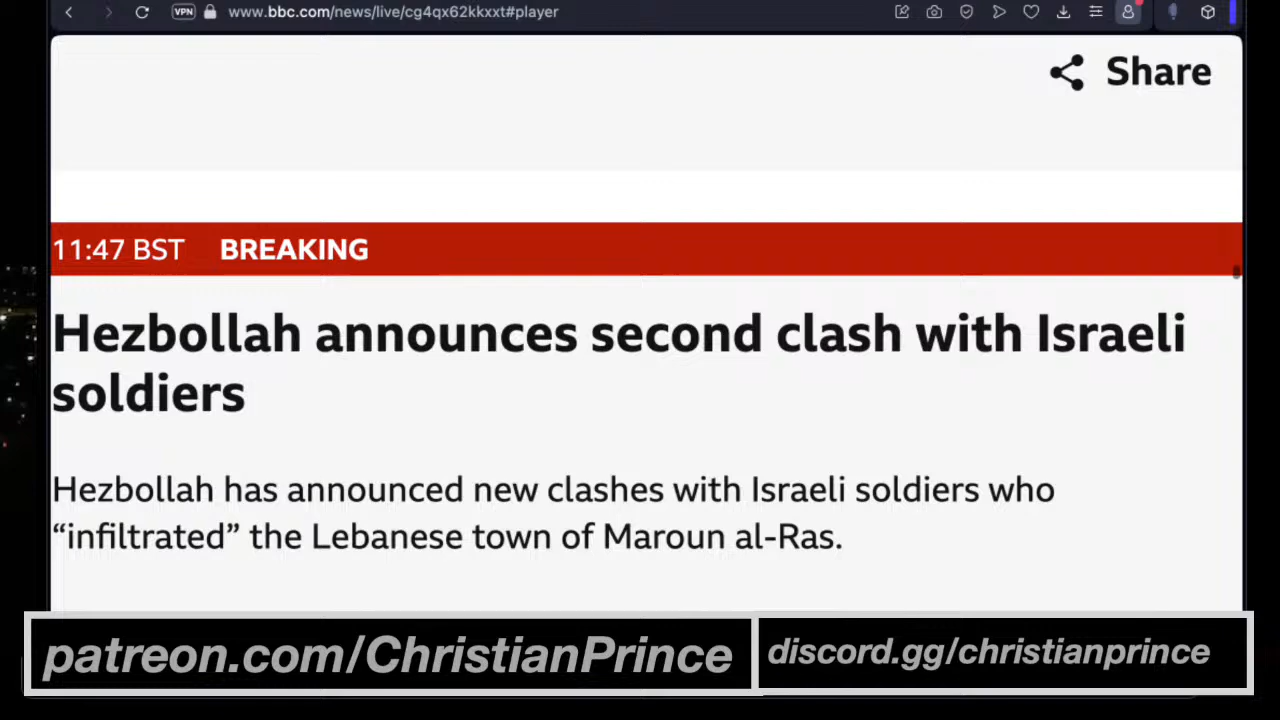 VPN www.bbc.com/news/live/cg4qx62kkxxt#player
Share
11:47 BST BREAKING
Hezbollah announces second clash with Israeli
soldiers
Hezbollah has announced new clashes with Israeli soldiers who
“infiltrated” the Lebanese town of Maroun al-Ras.
patreon.com/ChristianPrince discord.gg/christianprince